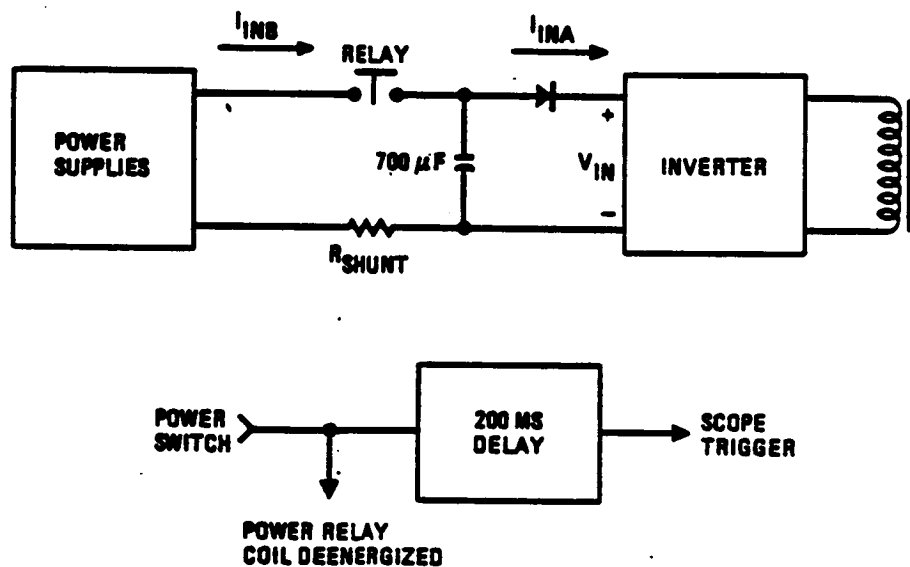 I_INB
RELAY
I_INA
POWER
SUPPLIES
700 µF
+
V_IN
−
INVERTER
R_SHUNT
POWER
SWITCH
200 MS
DELAY
SCOPE
TRIGGER
POWER RELAY
COIL DEENERGIZED